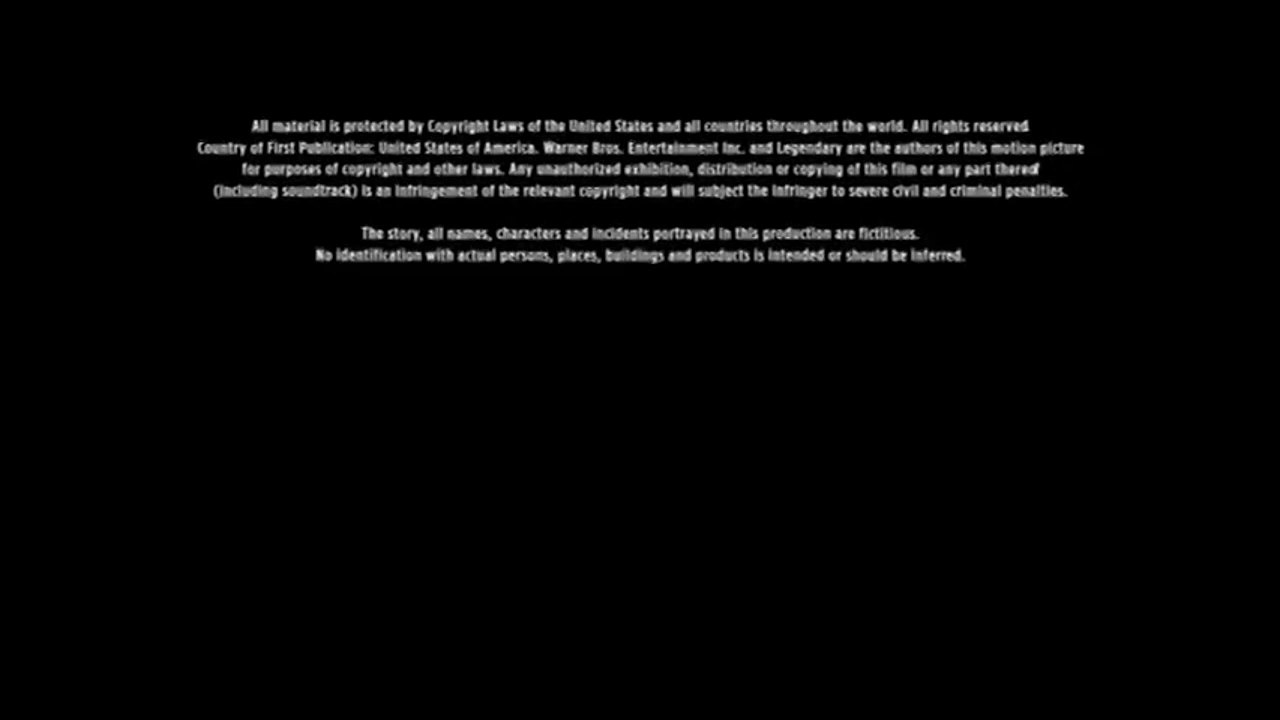 All material is protected by Copyright Laws of the United States and all countries throughout the world. All rights reserved
Country of First Publication: United States of America. Warner Bros. Entertainment Inc. and Legendary are the authors of this motion picture
for purposes of copyright and other laws. Any unauthorized exhibition, distribution or copying of this film or any part thereof
(including soundtrack) is an infringement of the relevant copyright and will subject the infringer to severe civil and criminal penalties.
The story, all names, characters and incidents portrayed in this production are fictitious.
No identification with actual persons, places, buildings and products is intended or should be inferred.